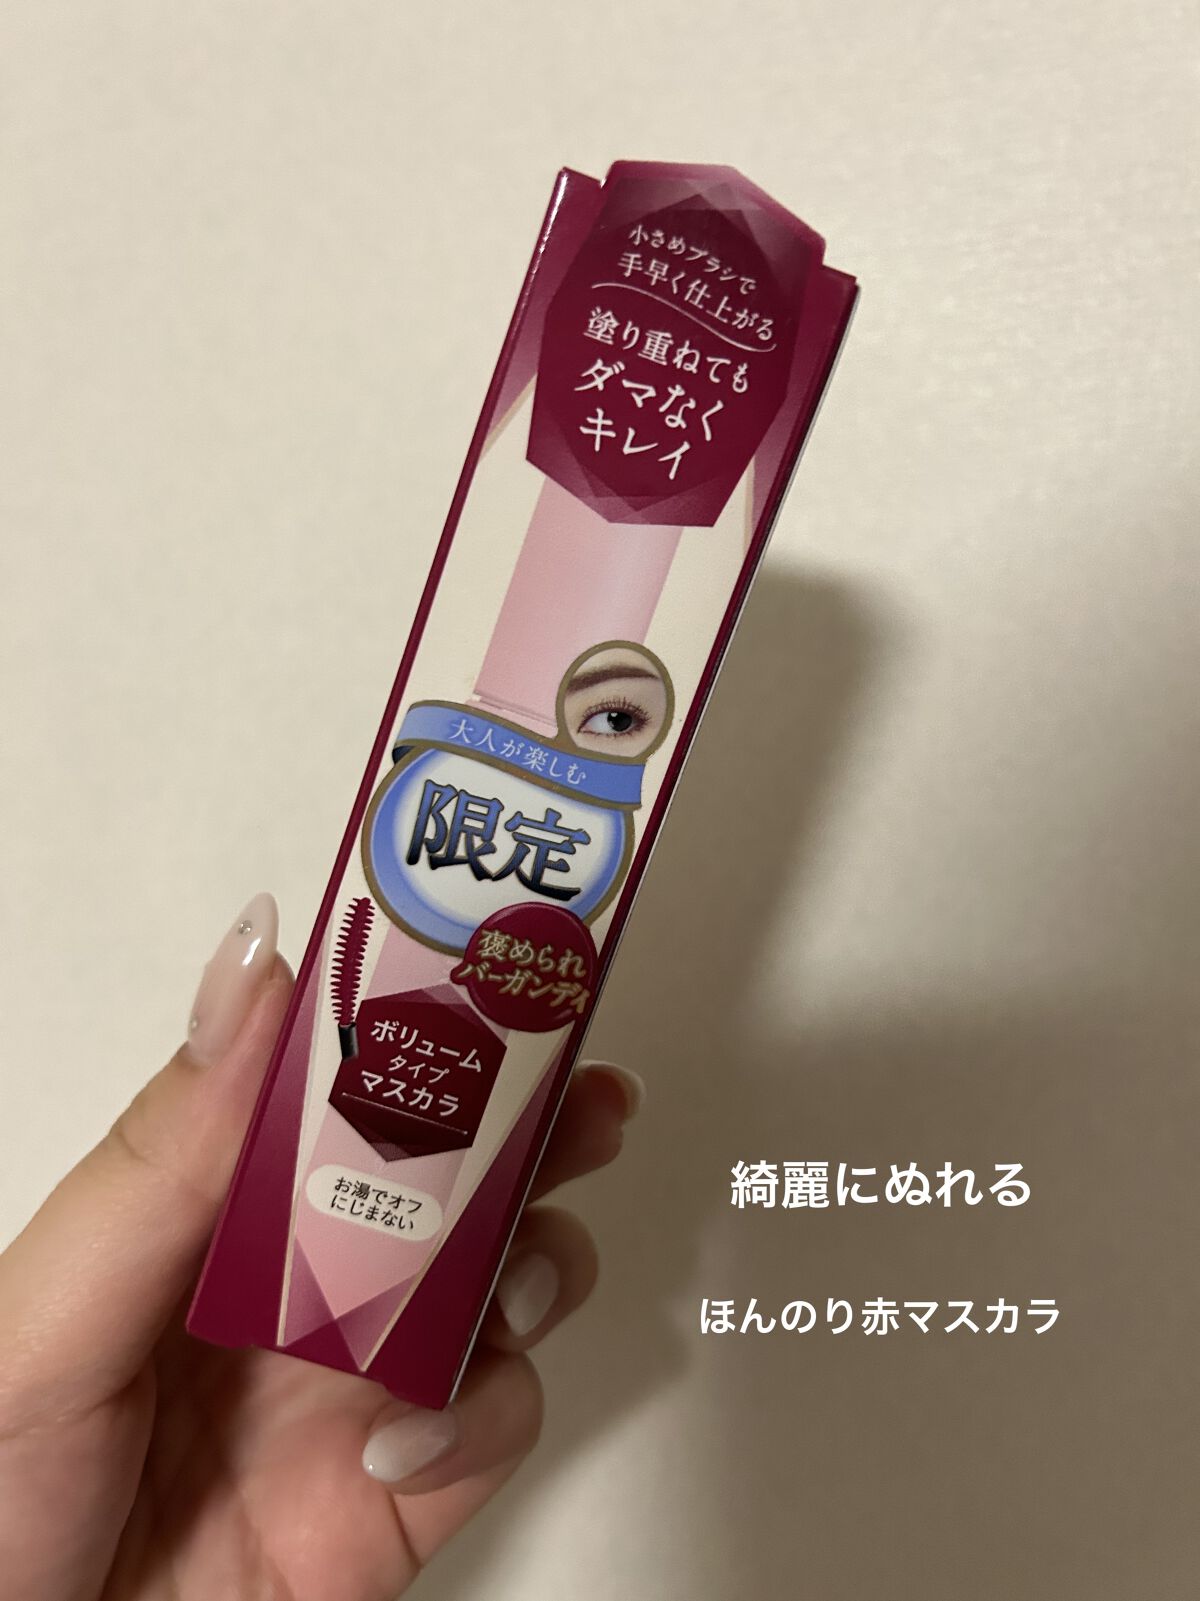 小さめブラシで
手早く仕上がる
塗り重ねても
ダマなく
キレイ
大人が楽しむ
限定
褒められ
バーガンディ
ボリューム
タイプ
マスカラ
お湯でオフ
にじまない
綺麗にぬれる
ほんのり赤マスカラ